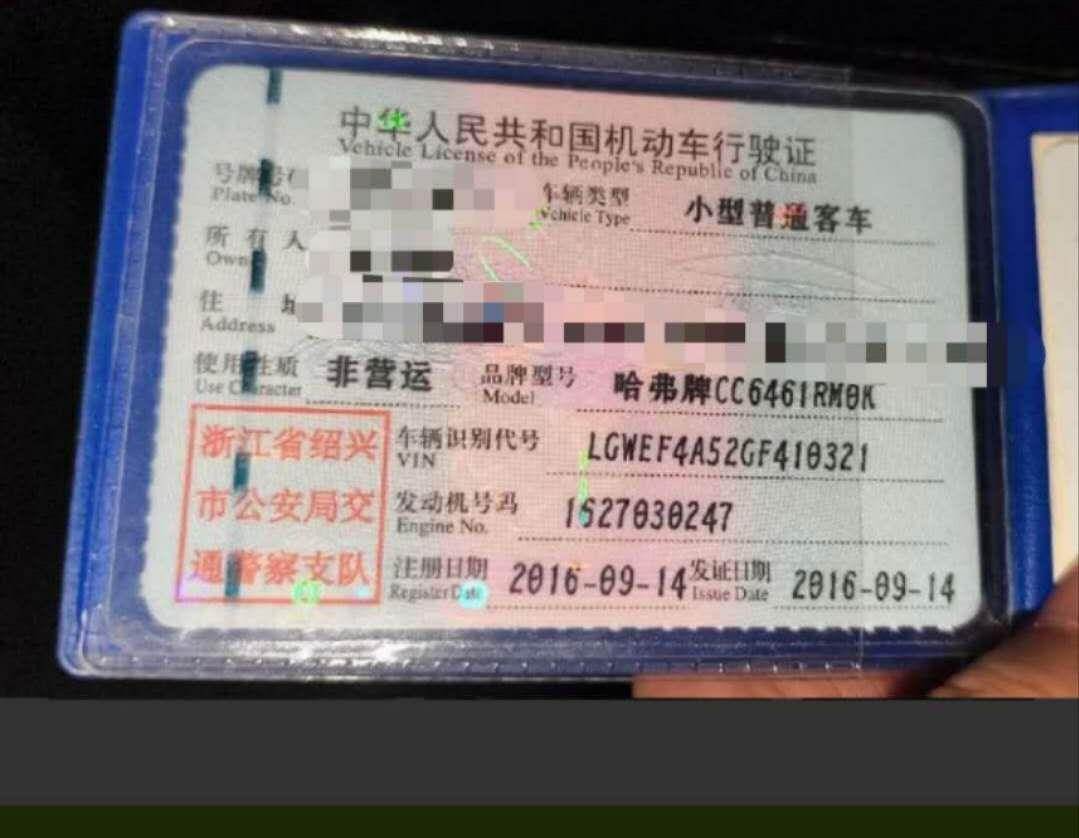 中华人民共和国机动车行驶证
Vehicle License of the People's Republic of China
号牌号
Plate No.
车辆类型 小型普通客车
Vehicle Type
所有人
Owne
住 址
Address
使用性质 非营运 品牌型号 哈弗牌CC6461RM0K
Use Character Model
浙江省绍兴
市公安局交
通警察支队
车辆识别代号 LGWEF4A52GF410321
VIN
发动机号码 1627030247
Engine No.
注册日期 2016-09-14 发证日期 2016-09-14
Register Date Issue Date